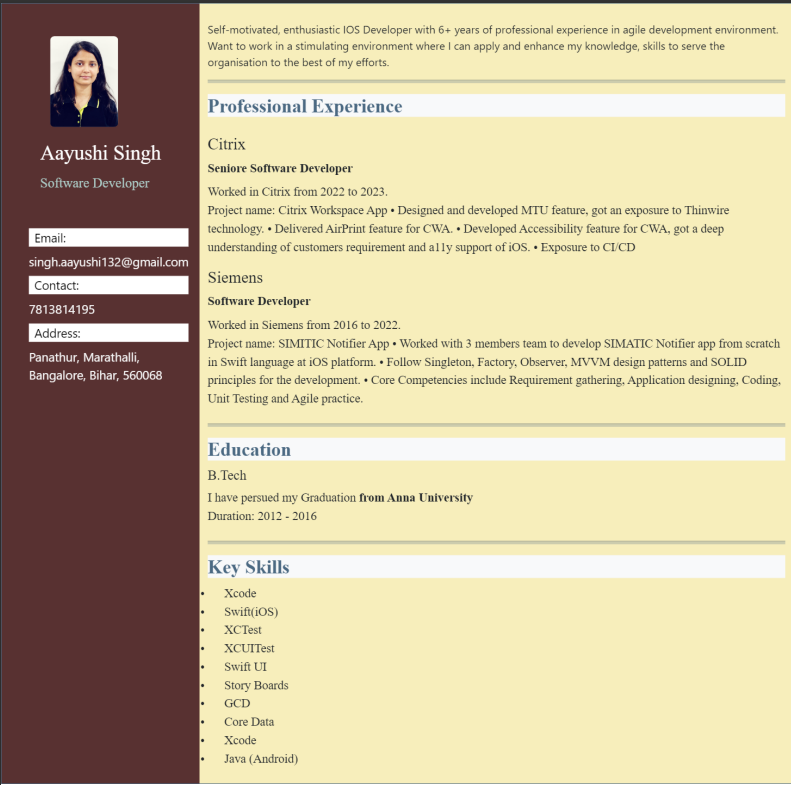 Aayushi Singh
Software Developer
Email:
singh.aayushi132@gmail.com
Contact:
7813814195
Address:
Panathur, Marathalli,
Bangalore, Bihar, 560068
Self-motivated, enthusiastic IOS Developer with 6+ years of professional experience in agile development environment.
Want to work in a stimulating environment where I can apply and enhance my knowledge, skills to serve the
organisation to the best of my efforts.
Professional Experience
Citrix
Seniore Software Developer
Worked in Citrix from 2022 to 2023.
Project name: Citrix Workspace App • Designed and developed MTU feature, got an exposure to Thinwire
technology. • Delivered AirPrint feature for CWA. • Developed Accessibility feature for CWA, got a deep
understanding of customers requirement and a11y support of iOS. • Exposure to CI/CD
Siemens
Software Developer
Worked in Siemens from 2016 to 2022.
Project name: SIMITIC Notifier App • Worked with 3 members team to develop SIMATIC Notifier app from scratch
in Swift language at iOS platform. • Follow Singleton, Factory, Observer, MVVM design patterns and SOLID
principles for the development. • Core Competencies include Requirement gathering, Application designing, Coding,
Unit Testing and Agile practice.
Education
B.Tech
I have persued my Graduation from Anna University
Duration: 2012 - 2016
Key Skills
• Xcode
• Swift(iOS)
• XCTest
• XCUITest
• Swift UI
• Story Boards
• GCD
• Core Data
• Xcode
• Java (Android)